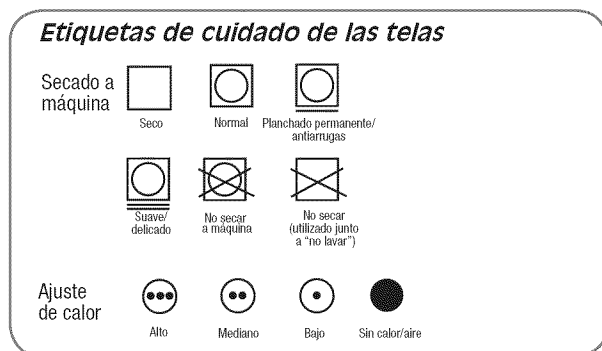 Etiquetas de cuidado de las telas
Secado a
máquina
Seco
Normal
Planchado permanente/
antiarrugas
Suave/
delicado
No secar
a máquina
No secar
(utilizado junto
a "no lavar")
Ajuste
de calor
Alto
Mediano
Bajo
Sin calor/aire